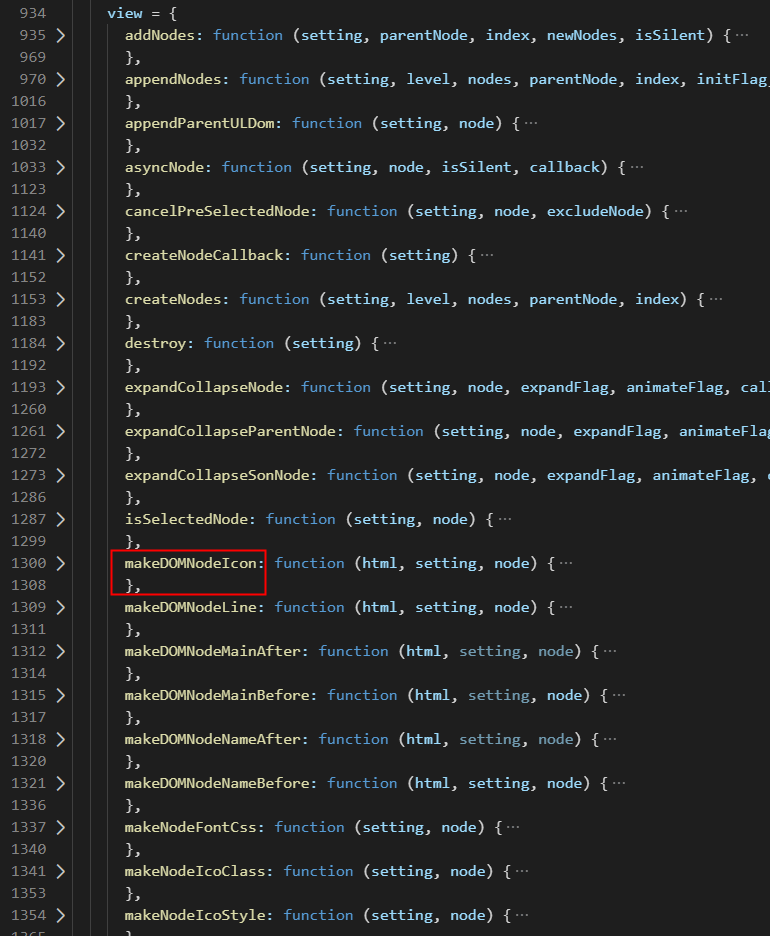 934 view = {
935 addNodes: function (setting, parentNode, index, newNodes, isSilent) {…
969 },
970 appendNodes: function (setting, level, nodes, parentNode, index, initFlag,
1016 },
1017 appendParentULDom: function (setting, node) {…
1032 },
1033 asyncNode: function (setting, node, isSilent, callback) {…
1123 },
1124 cancelPreSelectedNode: function (setting, node, excludeNode) {…
1140 },
1141 createNodeCallback: function (setting) {…
1152 },
1153 createNodes: function (setting, level, nodes, parentNode, index) {…
1183 },
1184 destroy: function (setting) {…
1192 },
1193 expandCollapseNode: function (setting, node, expandFlag, animateFlag, call
1260 },
1261 expandCollapseParentNode: function (setting, node, expandFlag, animateFlag
1272 },
1273 expandCollapseSonNode: function (setting, node, expandFlag, animateFlag,
1286 },
1287 isSelectedNode: function (setting, node) {…
1299 },
1300 makeDOMNodeIcon: function (html, setting, node) {…
1308 },
1309 makeDOMNodeLine: function (html, setting, node) {…
1311 },
1312 makeDOMNodeMainAfter: function (html, setting, node) {…
1314 },
1315 makeDOMNodeMainBefore: function (html, setting, node) {…
1317 },
1318 makeDOMNodeNameAfter: function (html, setting, node) {…
1320 },
1321 makeDOMNodeNameBefore: function (html, setting, node) {…
1336 },
1337 makeNodeFontCss: function (setting, node) {…
1340 },
1341 makeNodeIcoClass: function (setting, node) {…
1353 },
1354 makeNodeIcoStyle: function (setting, node) {…